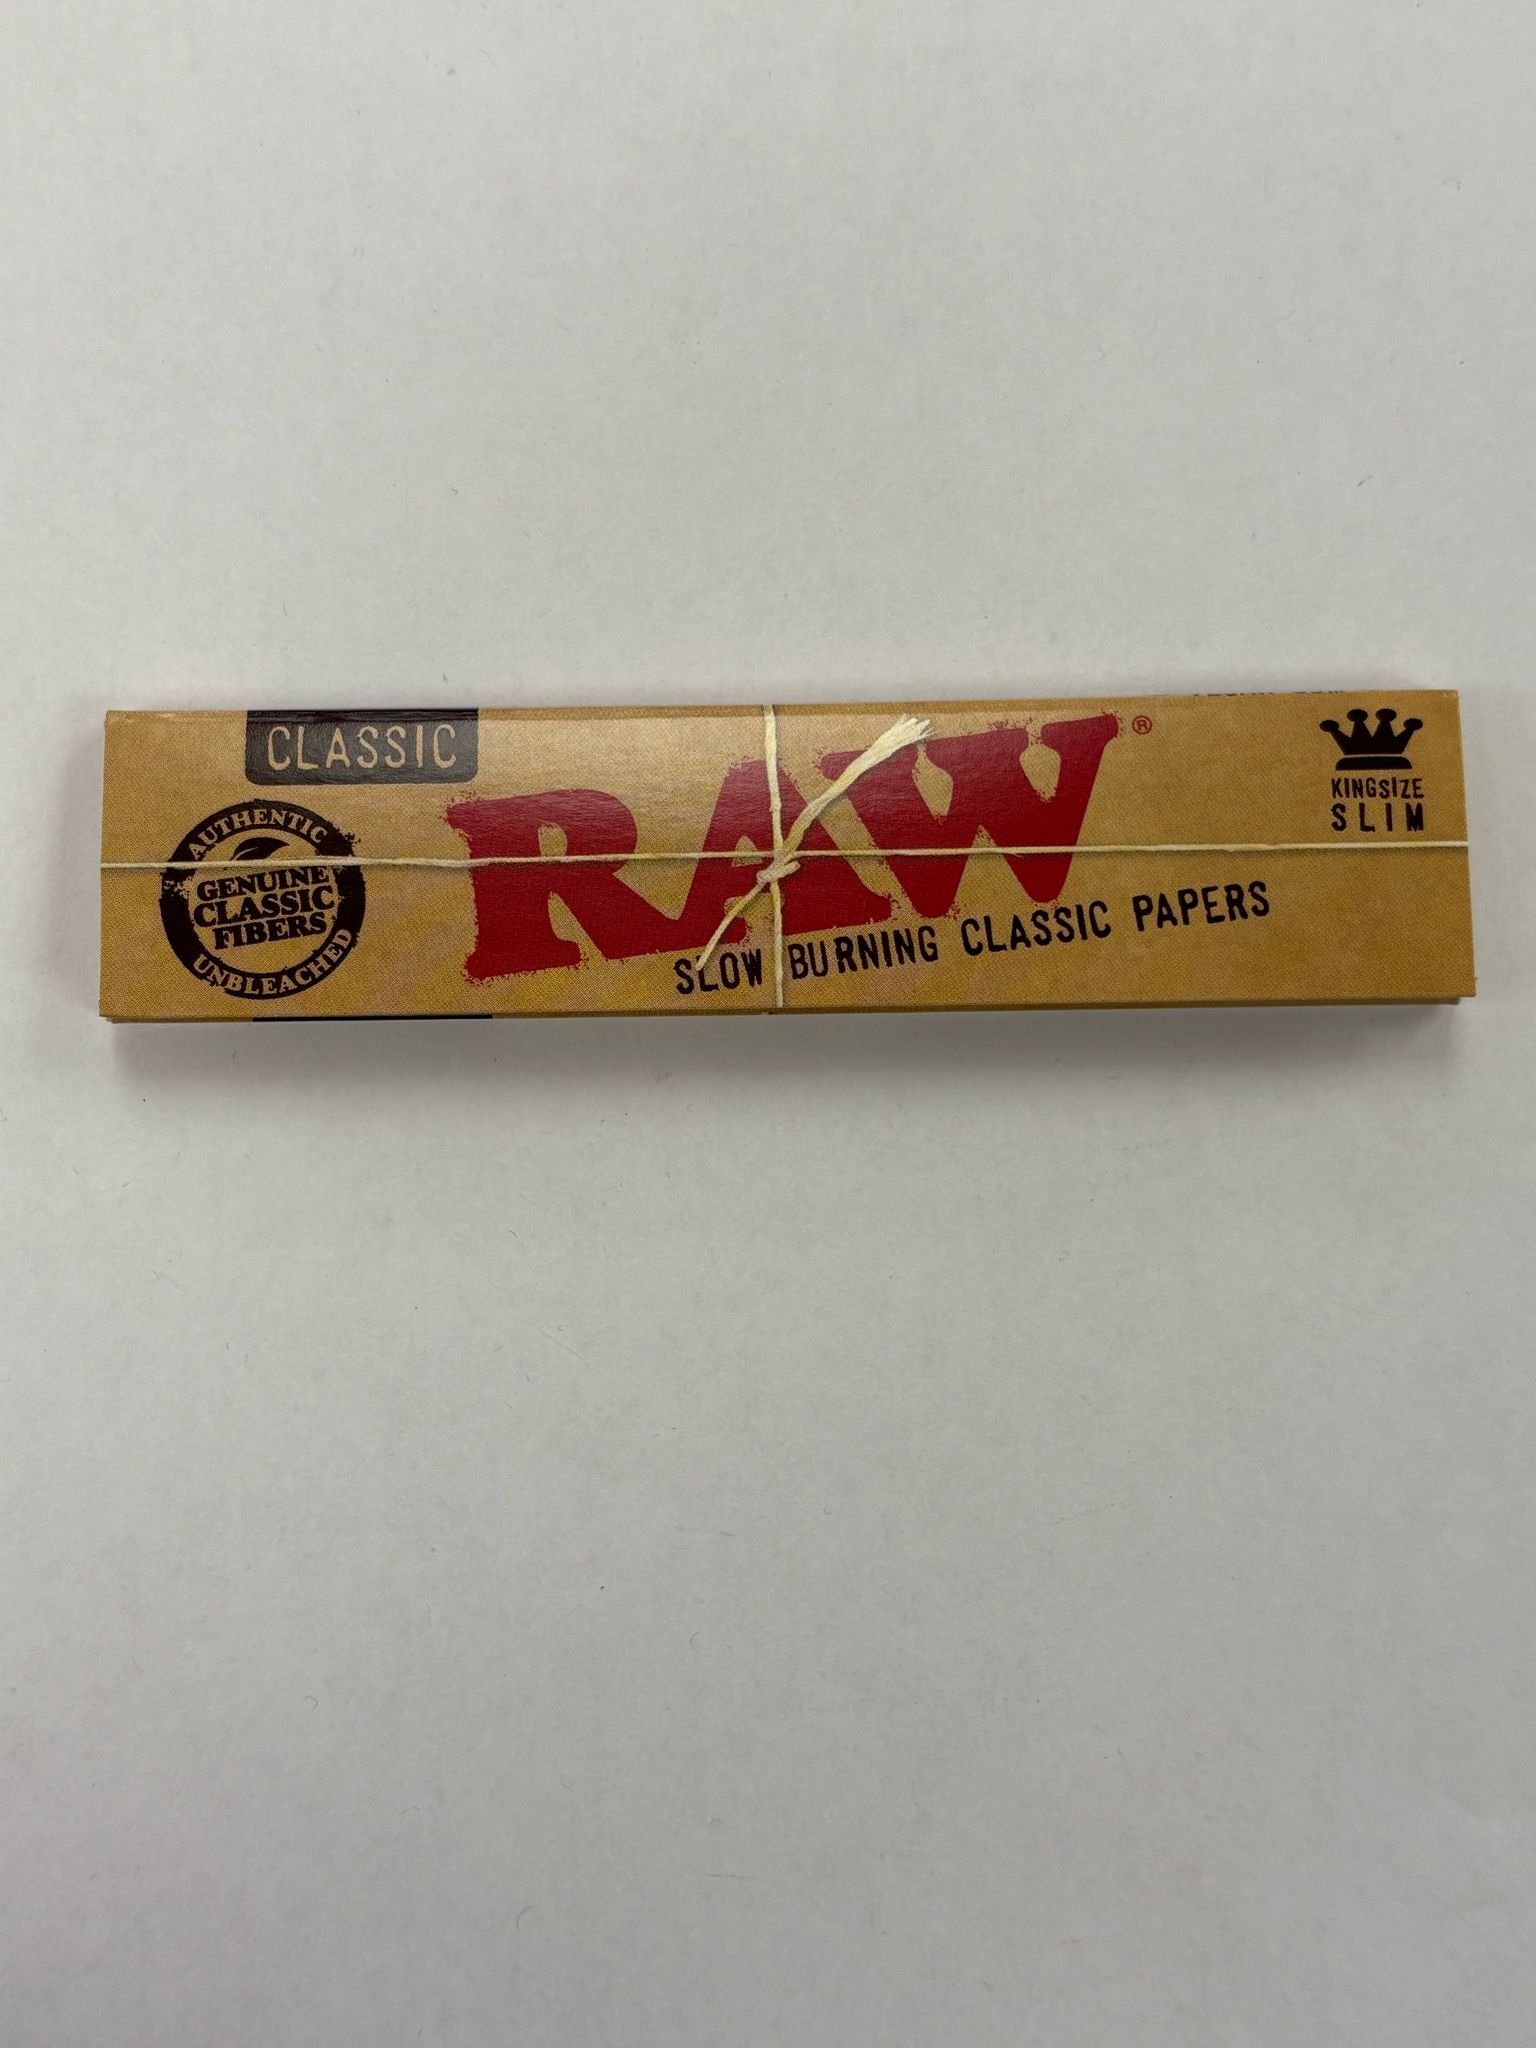 CLASSIC
RAW®
KINGSIZE
SLIM
AUTHENTIC
GENUINE
CLASSIC
FIBERS
UNBLEACHED
SLOW BURNING CLASSIC PAPERS